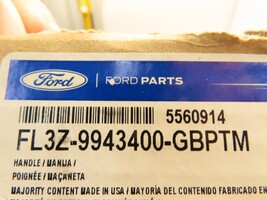 Ford
FORD PARTS
5560914
FL3Z-9943400-GBPTM
HANDLE / MANIJA /
POIGNÉE / MAÇANETA
MAJORITY CONTENT MADE IN USA / MAYORÍA DEL CONTENIDO FABRICADO EN